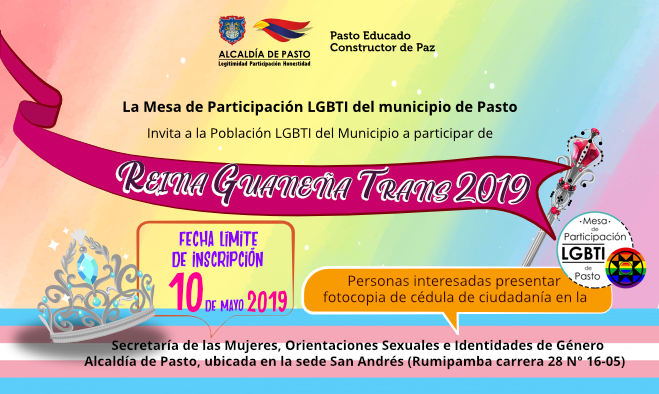 ALCALDÍA DE PASTO
Legitimidad Participación Honestidad
Pasto Educado
Constructor de Paz
La Mesa de Participación LGBTI del municipio de Pasto
Invita a la Población LGBTI del Municipio a participar de
REINA GUANEÑA TRANS 2019
FECHA LÍMITE
DE INSCRIPCIÓN
10 DE MAYO 2019
Mesa
de
Participación
LGBTI
de
Pasto
Personas interesadas presentar
fotocopia de cédula de ciudadanía en la
Secretaría de las Mujeres, Orientaciones Sexuales e Identidades de Género
Alcaldía de Pasto, ubicada en la sede San Andrés (Rumipamba carrera 28 N° 16-05)